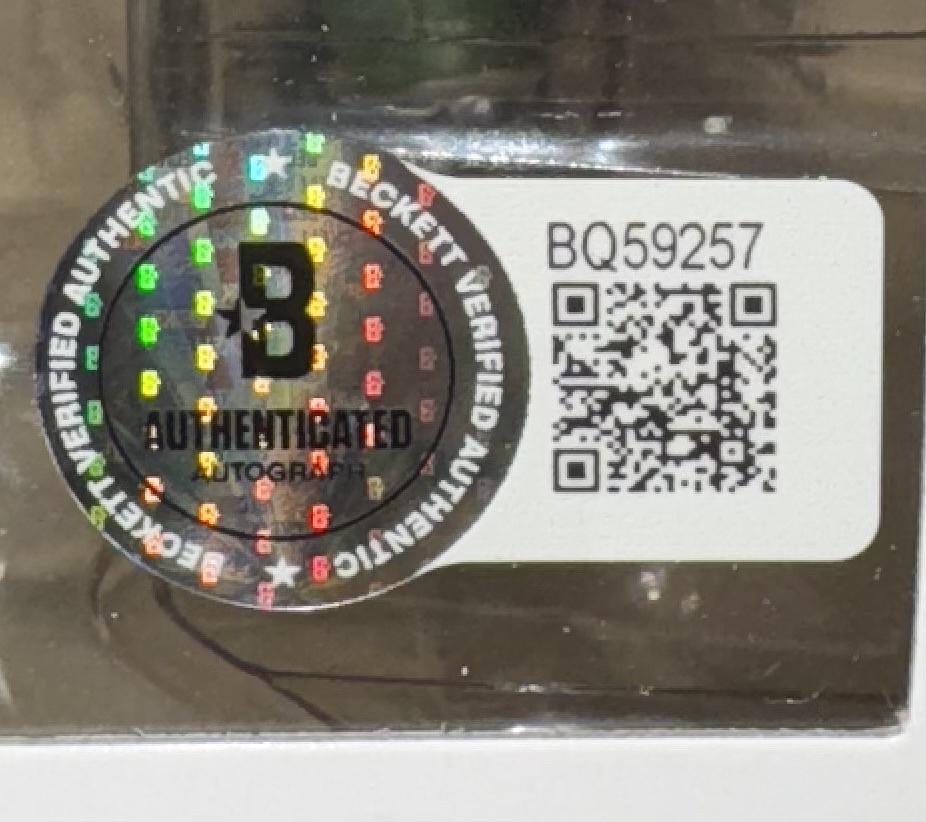 BECKETT VERIFIED AUTHENTIC
BECKETT VERIFIED AUTHENTIC
B
AUTHENTICATED
AUTOGRAPH
BQ59257